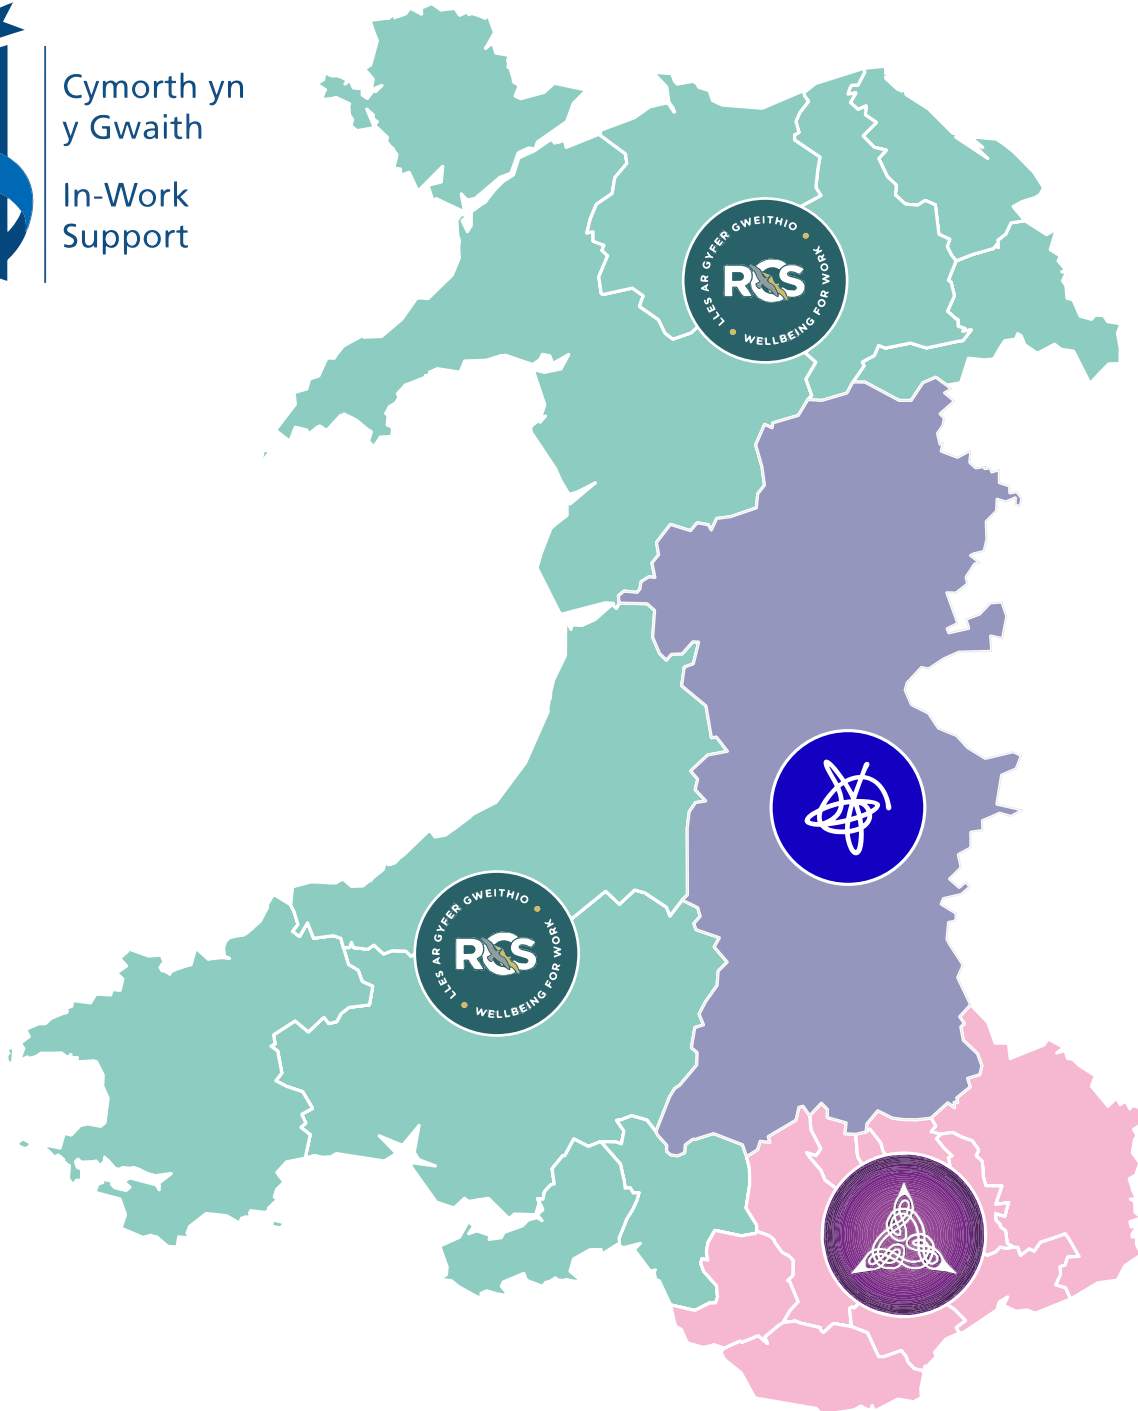 Cymorth yn
y Gwaith
In-Work
Support
LLES AR GYFER GWEITHIO
RCS
WELLBEING FOR WORK
LLES AR GYFER GWEITHIO
RCS
WELLBEING FOR WORK